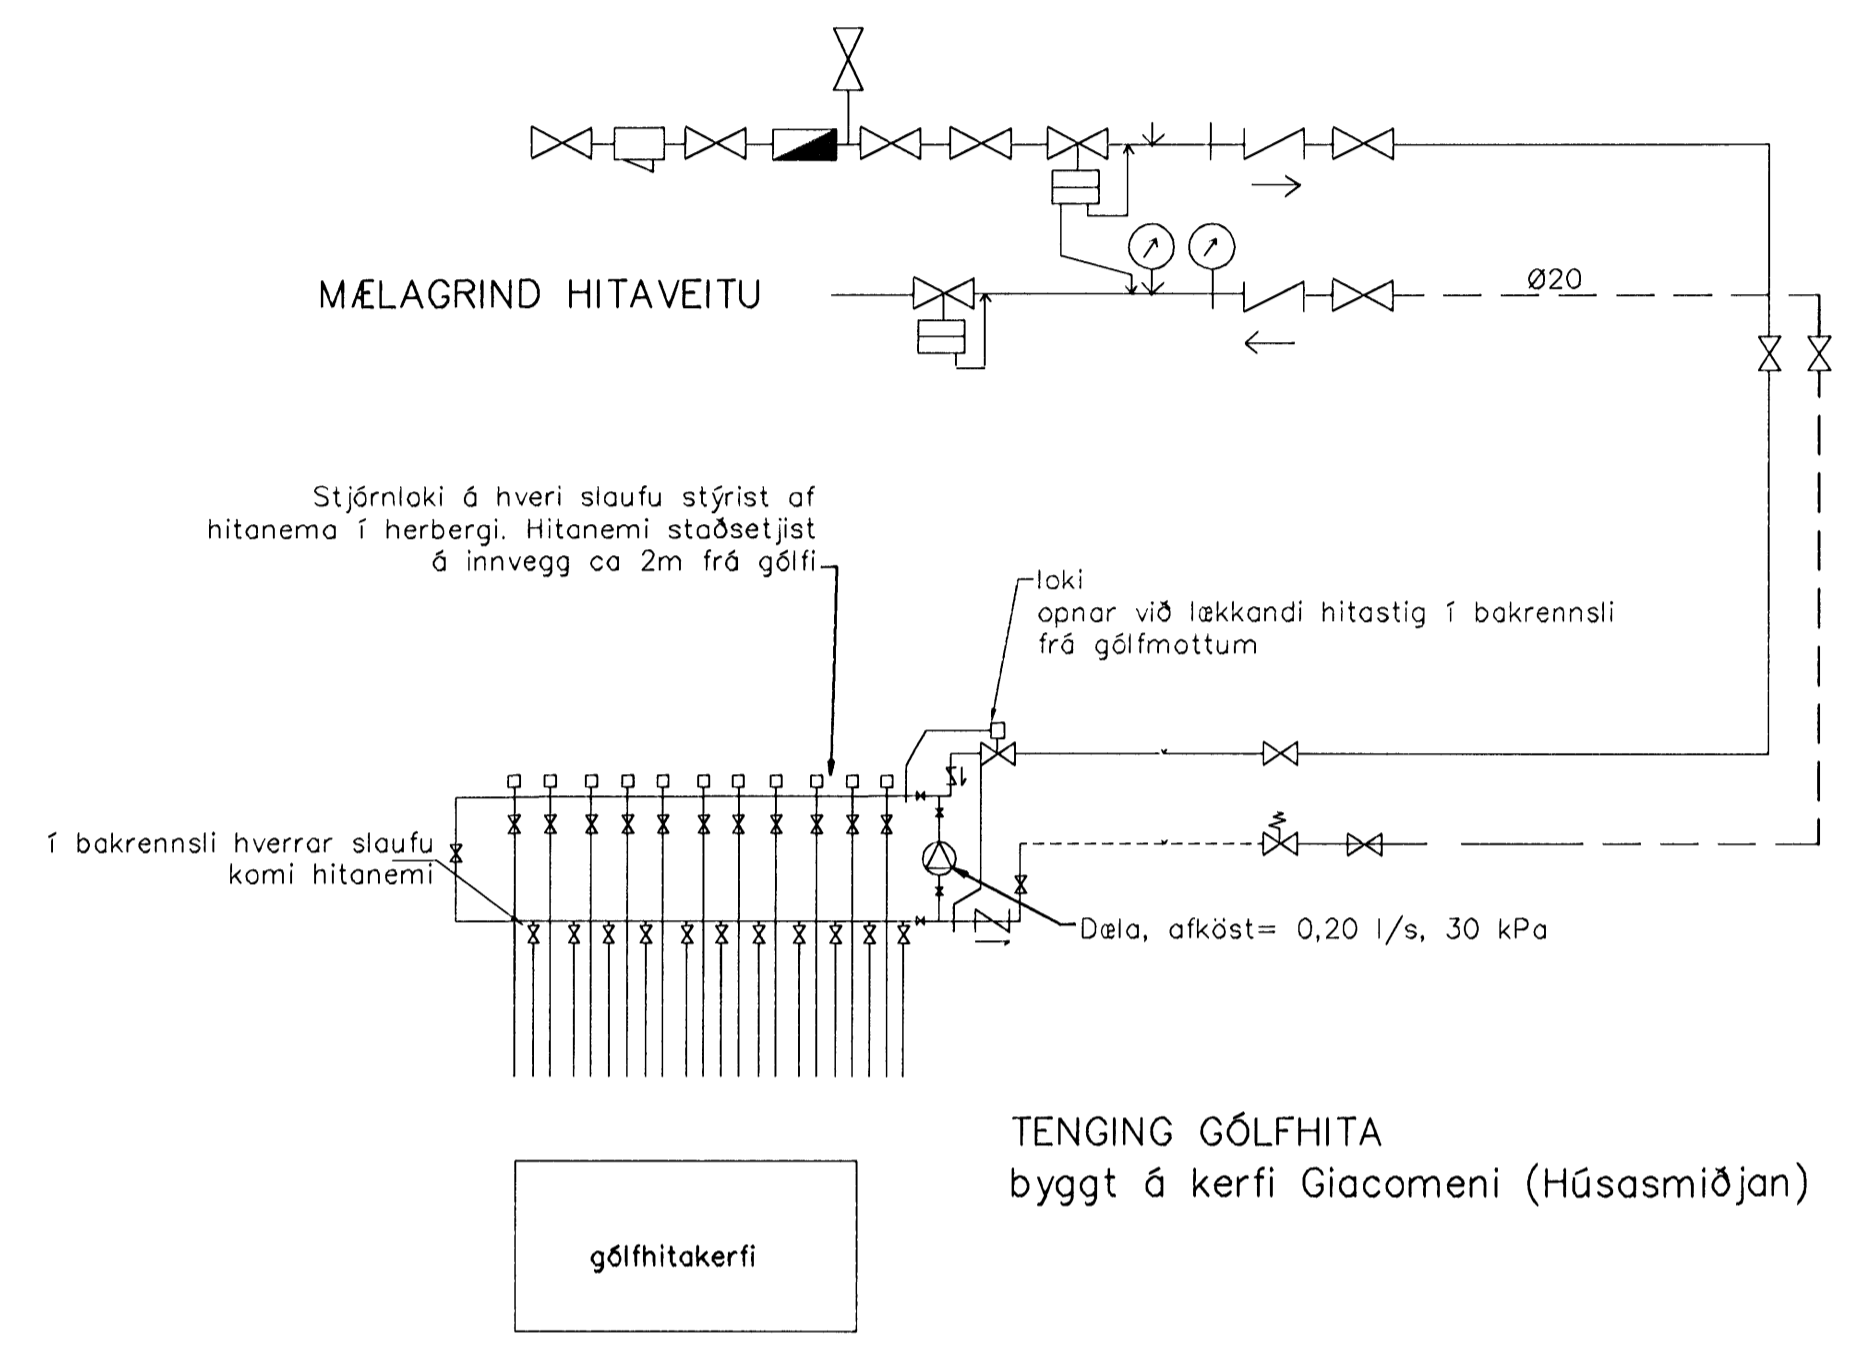 Ø20
MÆLAGRIND HITAVEITU
Stjórnloki á hveri slaufu stýrist af
hitanema í herbergi. Hitanemi staðsetjist
á innvegg ca 2m frá gólfi
loki
opnar við lækkandi hitastig í bakrennsli
frá gólfmottum
í bakrennsli hverrar slaufu
komi hitanemi
Dæla, afköst= 0,20 l/s, 30 kPa
TENGING GÓLFHITA
byggt á kerfi Giacomeni (Húsasmiðjan)
gólfhitakerfi